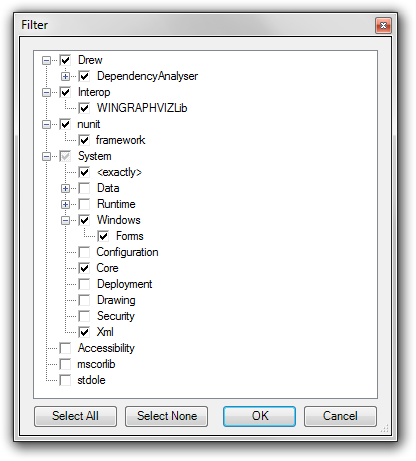 Filter
Drew
DependencyAnalyser
Interop
WINGRAPHVIZLib
nunit
framework
System
<exactly>
Data
Runtime
Windows
Forms
Configuration
Core
Deployment
Drawing
Security
Xml
Accessibility
mscorlib
stdole
Select All Select None OK Cancel